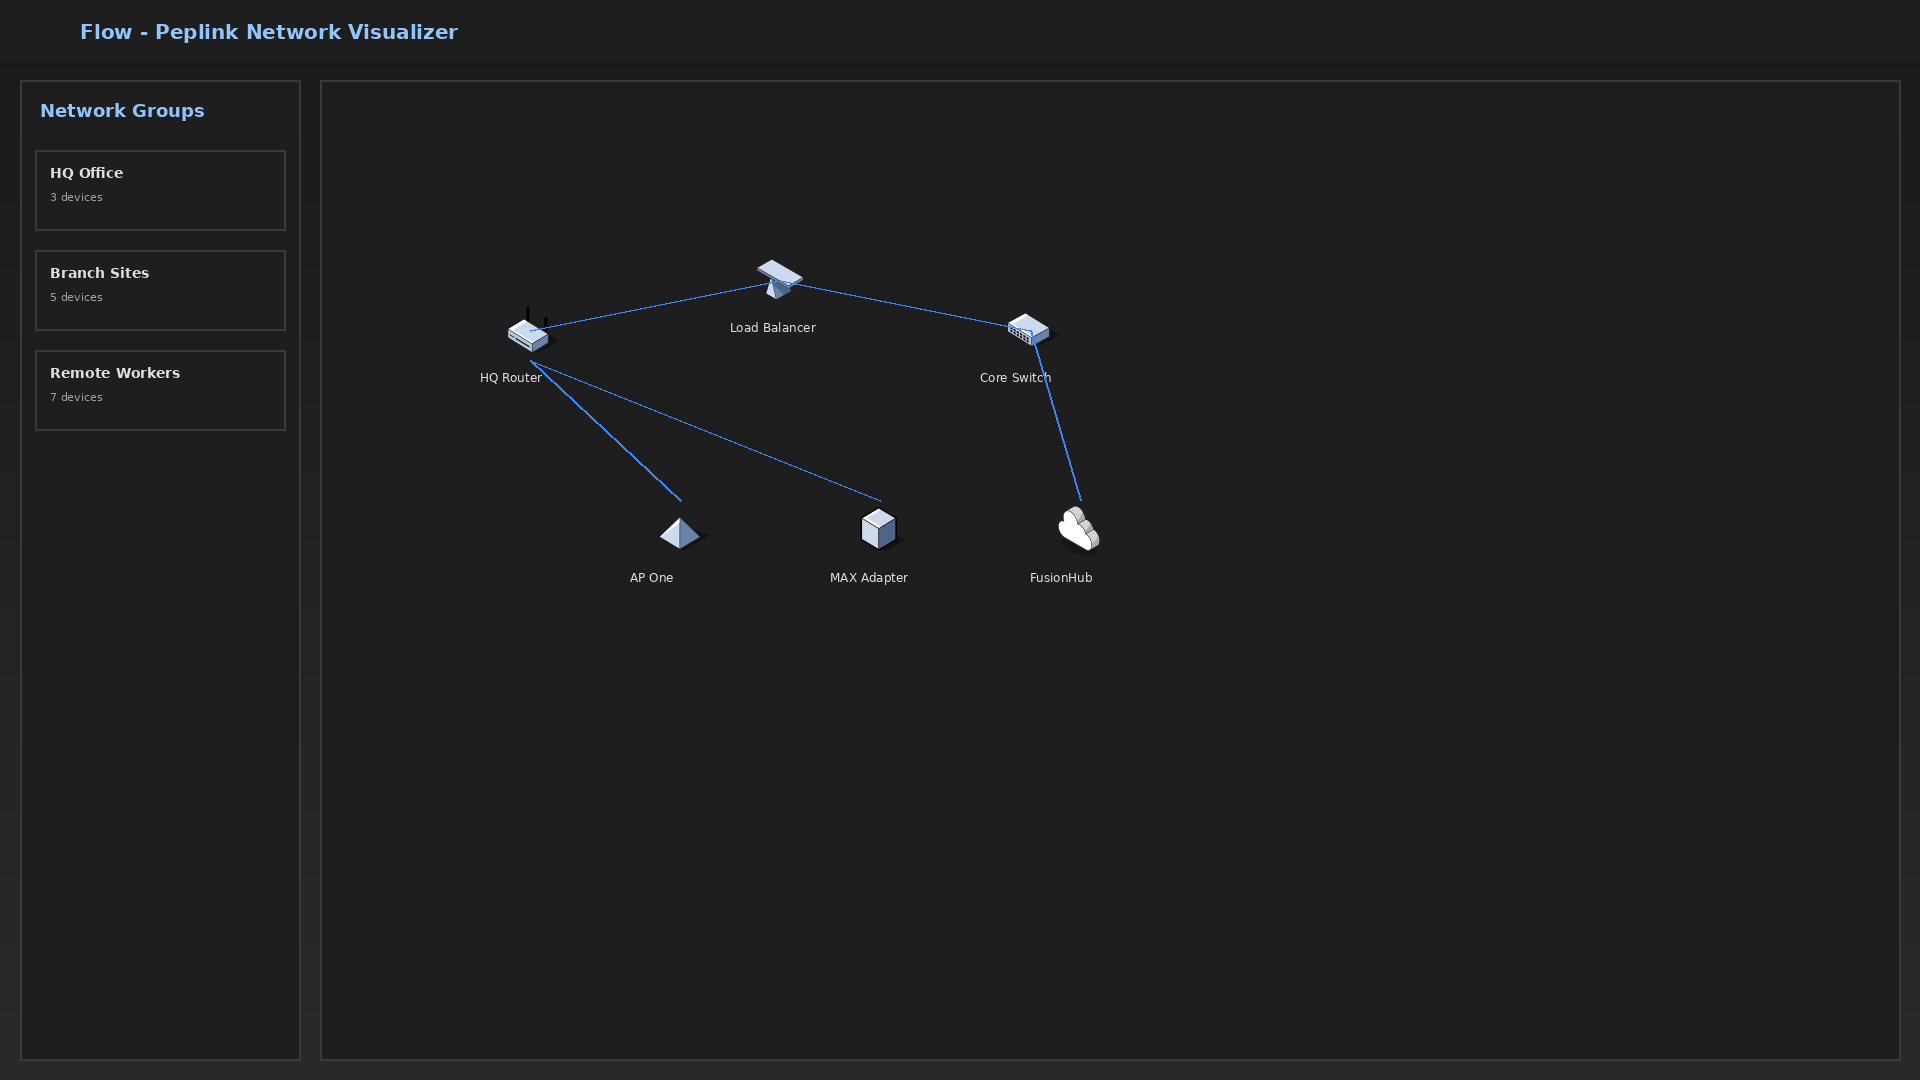 Flow - Peplink Network Visualizer
Network Groups
HQ Office
3 devices
Branch Sites
5 devices
Remote Workers
7 devices
Load Balancer
HQ Router
Core Switch
AP One
MAX Adapter
FusionHub